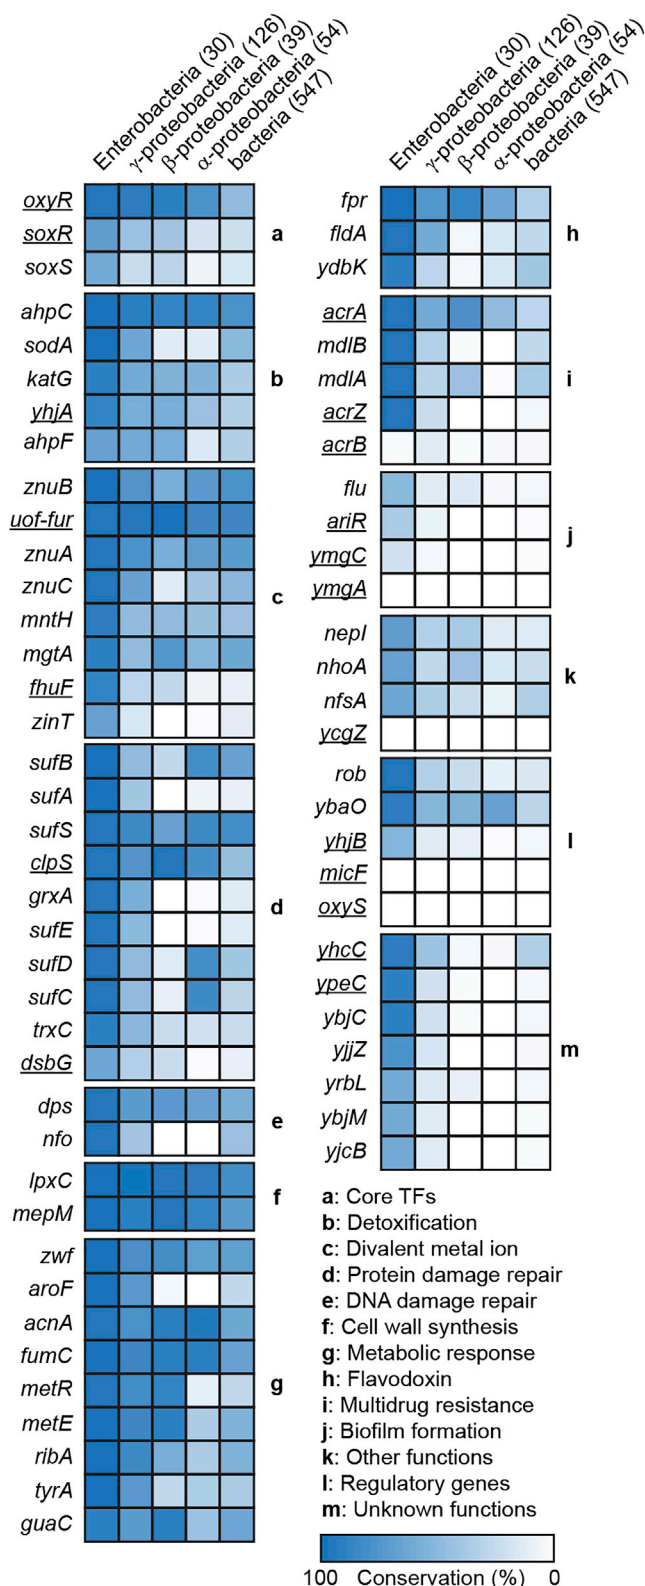 Enterobacteria (30)
γ-proteobacteria (126)
β-proteobacteria (39)
α-proteobacteria (54)
bacteria (547)
oxyR
soxR
soxS
a
ahpC
sodA
katG
yhjA
ahpF
b
znuB
uof-fur
znuA
znuC
mntH
mgtA
fhuF
zinT
c
sufB
sufA
sufS
clpS
grxA
sufE
sufD
sufC
trxC
dsbG
d
dps
nfo
e
lpxC
mepM
f
zwf
aroF
acnA
fumC
metR
metE
ribA
tyrA
guaC
g
Enterobacteria (30)
γ-proteobacteria (126)
β-proteobacteria (39)
α-proteobacteria (54)
bacteria (547)
fpr
fldA
ydbK
h
acrA
mdlB
mdlA
acrZ
acrB
i
flu
ariR
ymgC
ymgA
j
nepI
nhoA
nfsA
ycgZ
k
rob
ybaO
yhjB
micF
oxyS
l
yhcC
ypeC
ybjC
yjjZ
yrbL
ybjM
yjcB
m
a: Core TFs
b: Detoxification
c: Divalent metal ion
d: Protein damage repair
e: DNA damage repair
f: Cell wall synthesis
g: Metabolic response
h: Flavodoxin
i: Multidrug resistance
j: Biofilm formation
k: Other functions
l: Regulatory genes
m: Unknown functions
100 Conservation (%) 0